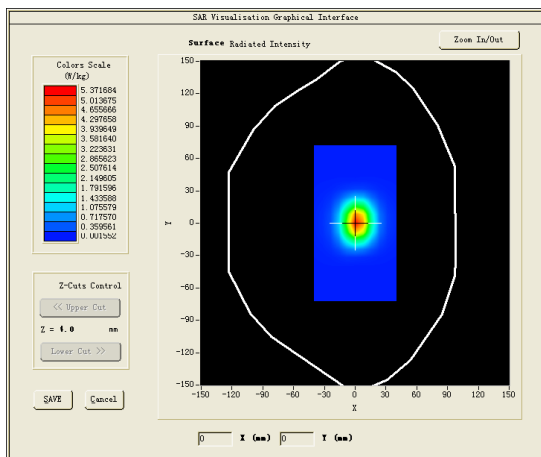 SAR Visualisation Graphical Interface
Surface Radiated Intensity
Zoom In/Out
Colors Scale
(W/kg)
5.371684
5.013675
4.655666
4.297658
3.939649
3.581640
3.223631
2.865623
2.507614
2.149605
1.791596
1.433588
1.075579
0.717570
0.359561
0.001552
Z-Cuts Control
<< Upper Cut
Z = 4.0 mm
Lower Cut >>
SAVE
Cancel
150
120
90
60
30
0
-30
-60
-90
-120
-150
Y
-150 -120 -90 -60 -30 0 30 60 90 120 150
X
0 X (mm) 0 Y (mm)